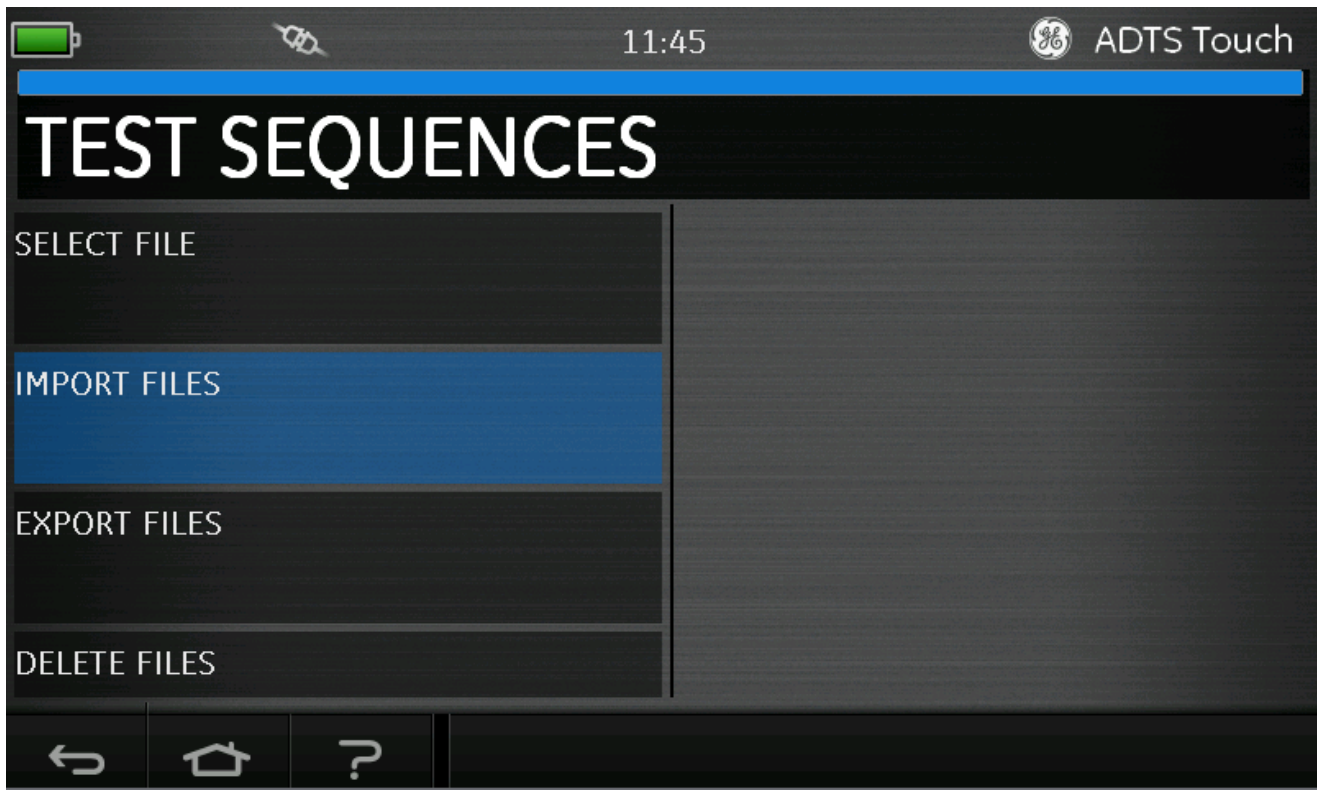 11:45
ADTS Touch
TEST SEQUENCES
SELECT FILE
IMPORT FILES
EXPORT FILES
DELETE FILES
?